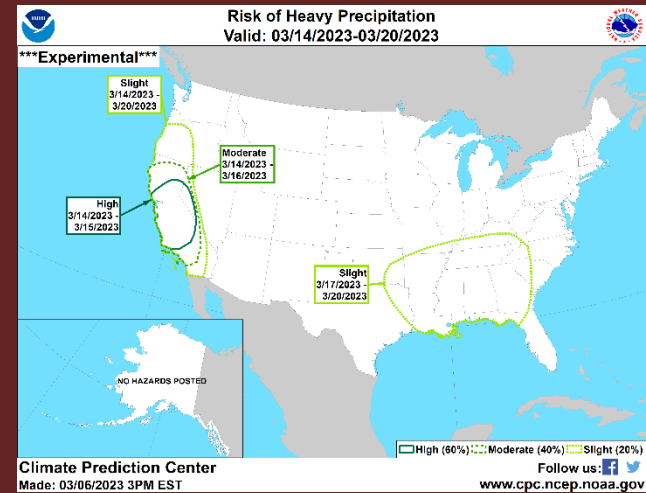 Risk of Heavy Precipitation
Valid: 03/14/2023-03/20/2023
***Experimental***
Slight
3/14/2023 -
3/20/2023
Moderate
3/14/2023 -
3/16/2023
High
3/14/2023 -
3/15/2023
Slight
3/17/2023 -
3/20/2023
NO HAZARDS POSTED
High (60%) Moderate (40%) Slight (20%)
Climate Prediction Center
Follow us:
Made: 03/06/2023 3PM EST
www.cpc.ncep.noaa.gov